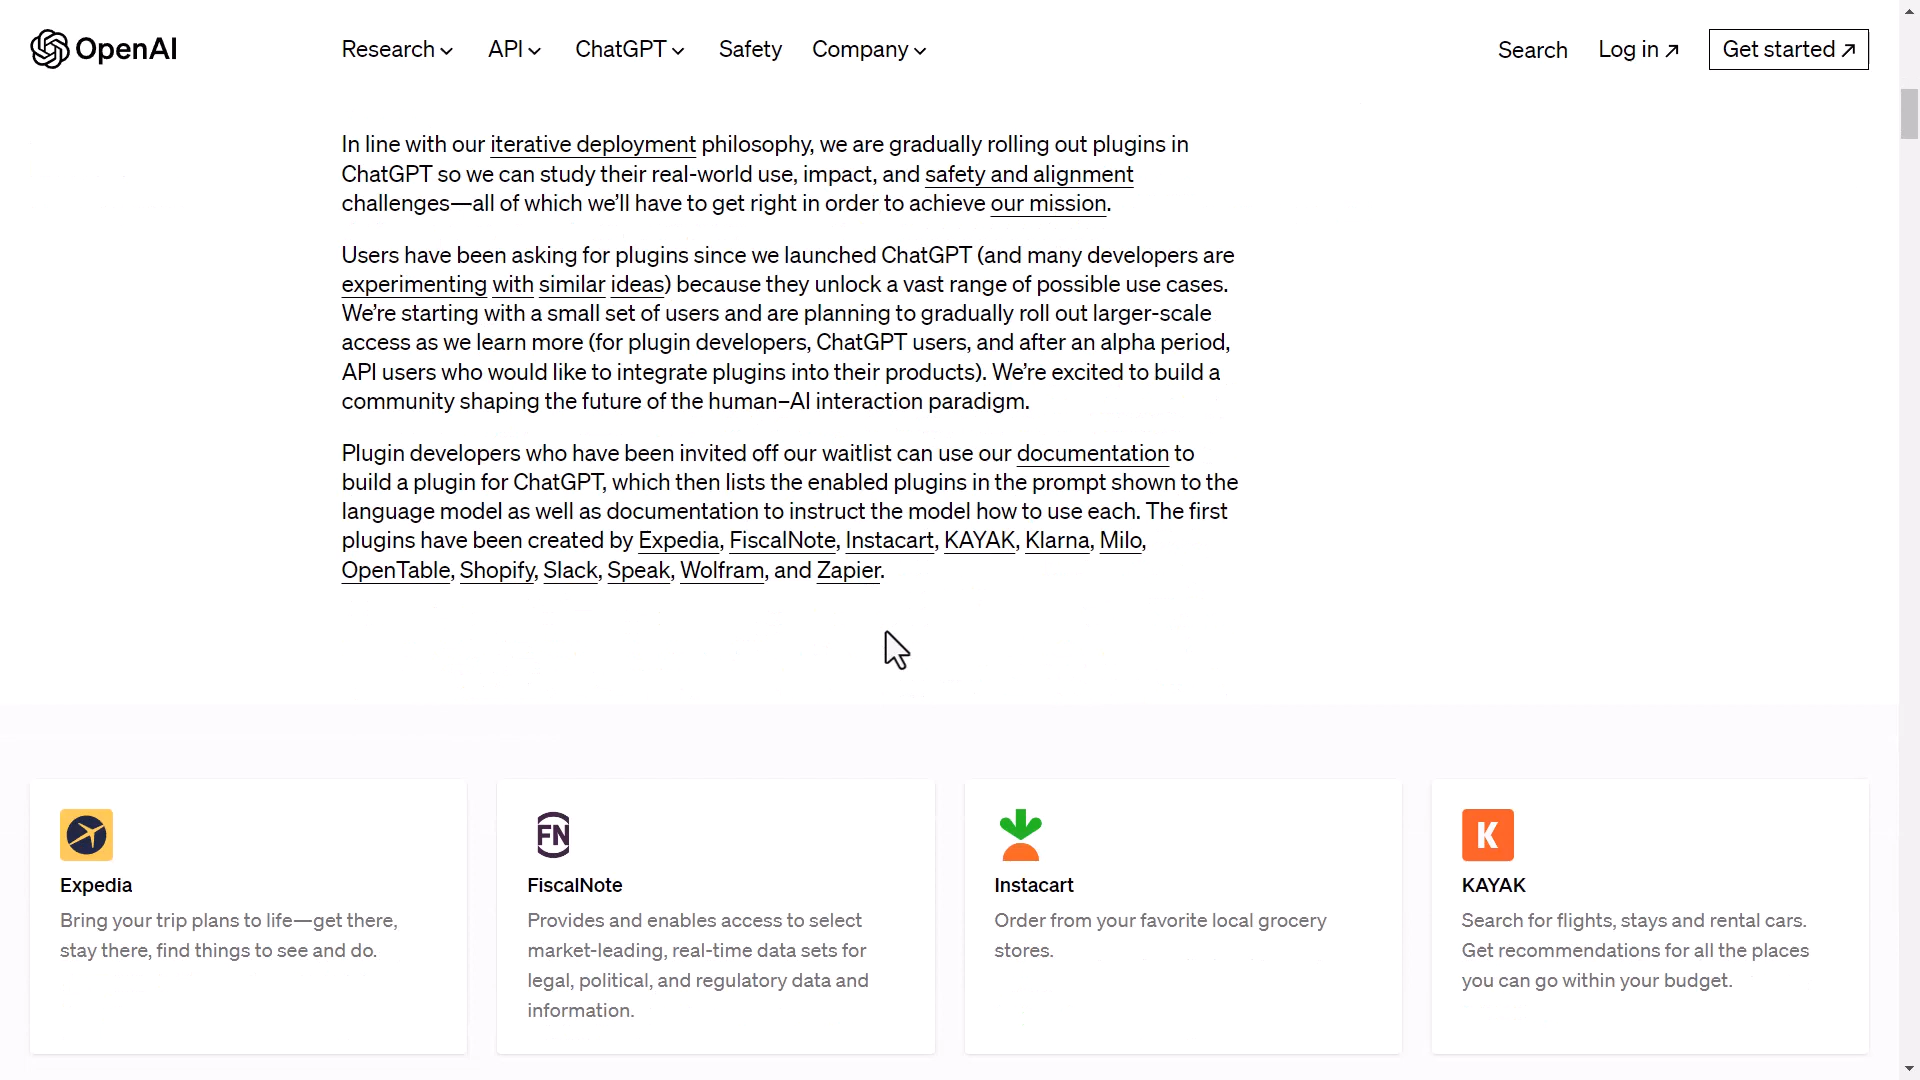 OpenAI
Research API ChatGPT Safety Company Search Log in ↗ Get started ↗
In line with our iterative deployment philosophy, we are gradually rolling out plugins in
ChatGPT so we can study their real-world use, impact, and safety and alignment
challenges—all of which we’ll have to get right in order to achieve our mission.
Users have been asking for plugins since we launched ChatGPT (and many developers are
experimenting with similar ideas) because they unlock a vast range of possible use cases.
We’re starting with a small set of users and are planning to gradually roll out larger-scale
access as we learn more (for plugin developers, ChatGPT users, and after an alpha period,
API users who would like to integrate plugins into their products). We’re excited to build a
community shaping the future of the human–AI interaction paradigm.
Plugin developers who have been invited off our waitlist can use our documentation to
build a plugin for ChatGPT, which then lists the enabled plugins in the prompt shown to the
language model as well as documentation to instruct the model how to use each. The first
plugins have been created by Expedia, FiscalNote, Instacart, KAYAK, Klarna, Milo,
OpenTable, Shopify, Slack, Speak, Wolfram, and Zapier.
Expedia
Bring your trip plans to life—get there,
stay there, find things to see and do.
FN
FiscalNote
Provides and enables access to select
market-leading, real-time data sets for
legal, political, and regulatory data and
information.
Instacart
Order from your favorite local grocery
stores.
K
KAYAK
Search for flights, stays and rental cars.
Get recommendations for all the places
you can go within your budget.